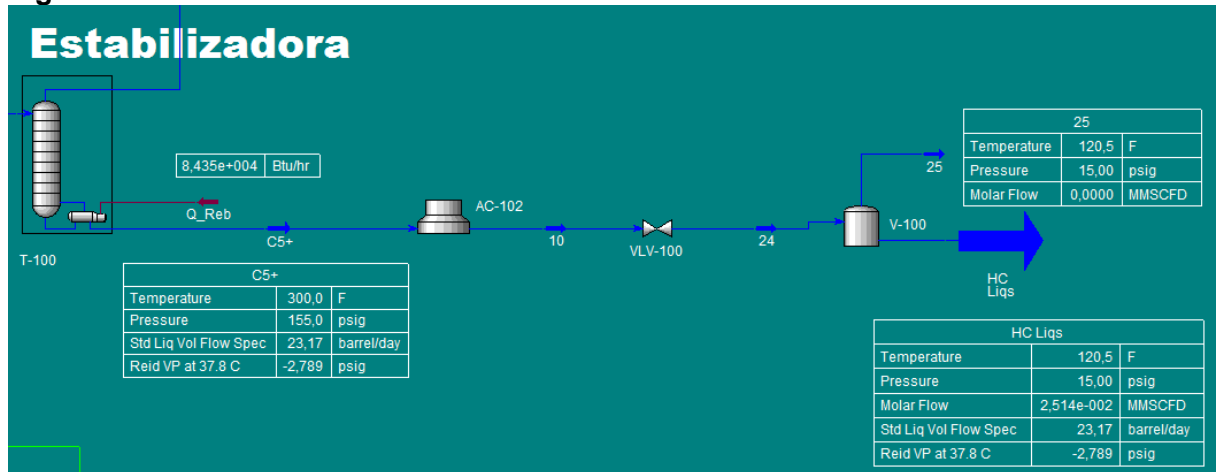 Estabilizadora
8,435e+004 Btu/hr
Q_Reb
C5+
T-100
AC-102
10
VLV-100
24
V-100
25
HC
Liqs
25
Temperature 120,5 F
Pressure 15,00 psig
Molar Flow 0,0000 MMSCFD
C5+
Temperature 300,0 F
Pressure 155,0 psig
Std Liq Vol Flow Spec 23,17 barrel/day
Reid VP at 37.8 C -2,789 psig
HC Liqs
Temperature 120,5 F
Pressure 15,00 psig
Molar Flow 2,514e-002 MMSCFD
Std Liq Vol Flow Spec 23,17 barrel/day
Reid VP at 37.8 C -2,789 psig